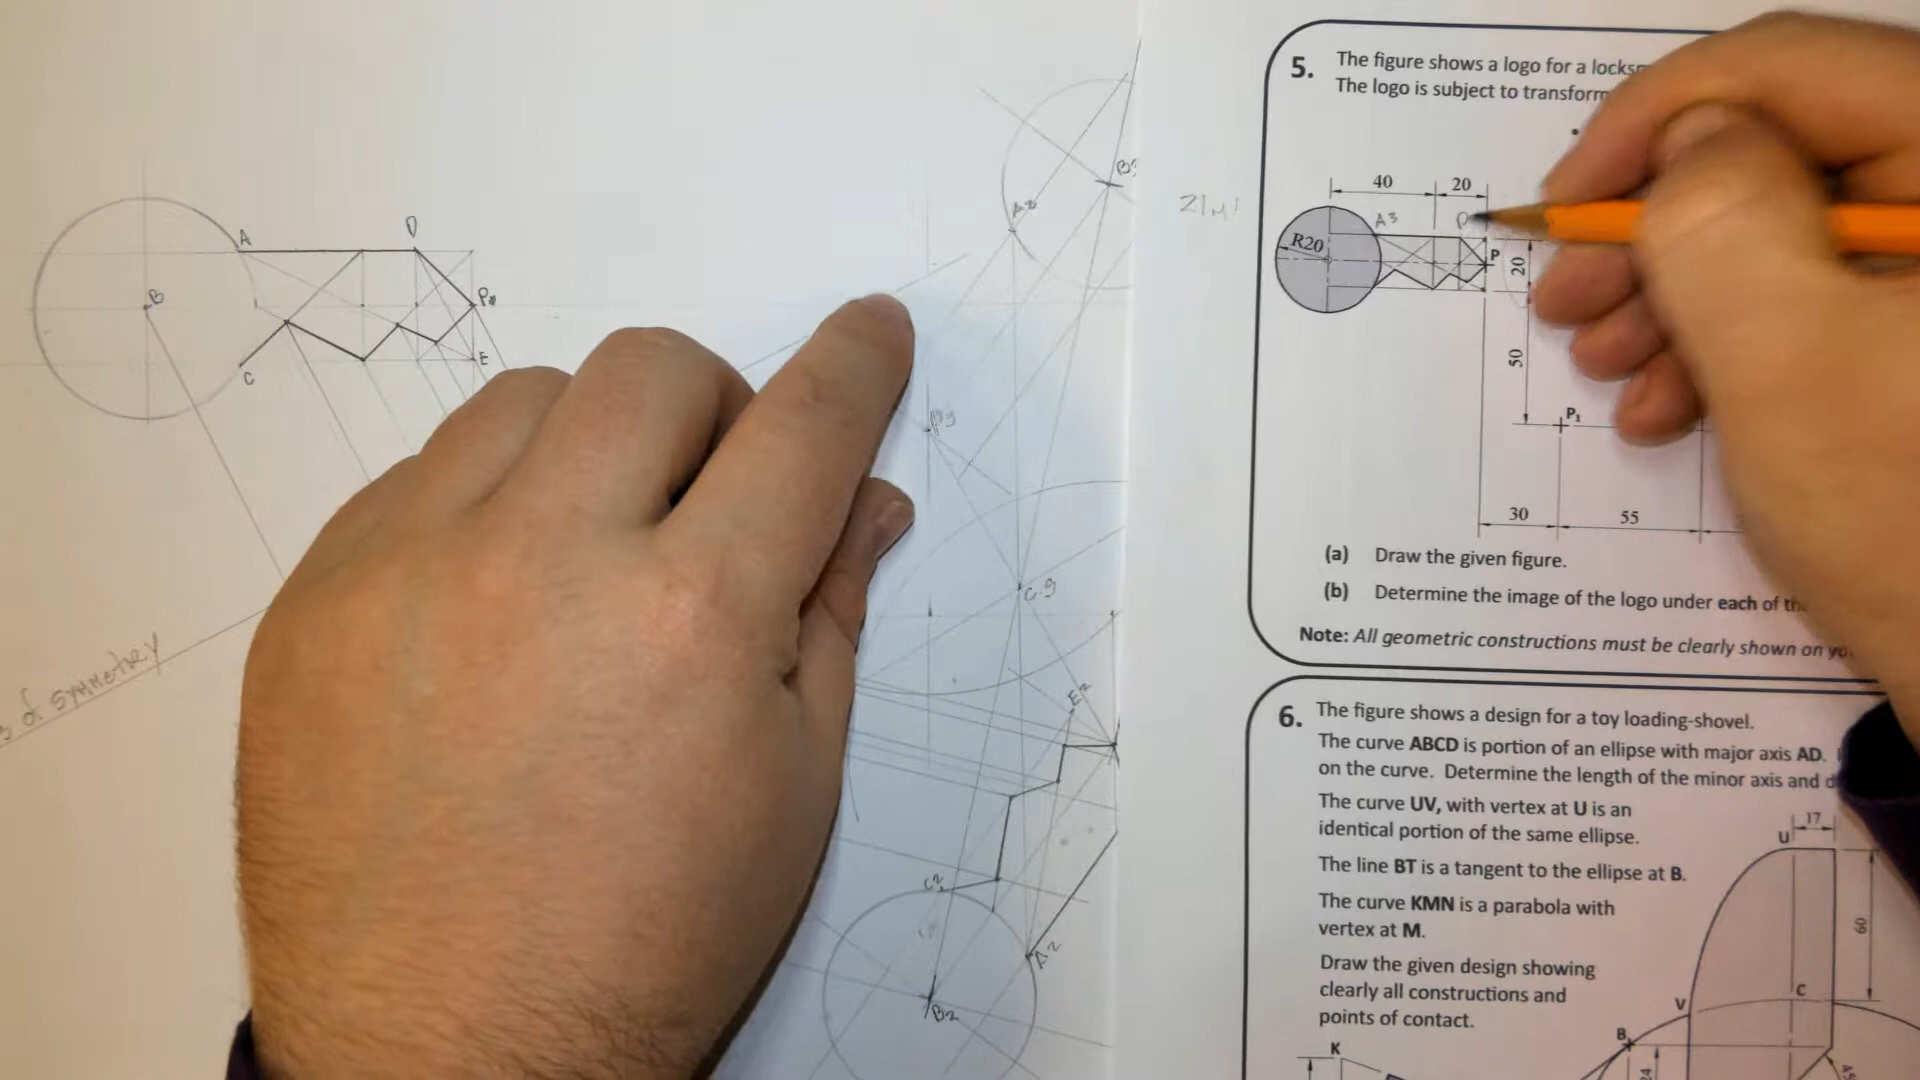 A
D
B
P
C
E
of symmetry
A2
P3
C.G
E2
C2
A2
B2
5.
The figure shows a logo for a
The logo is subject to
40
20
A3
R20
P
20
50
P₁
30
55
(a) Draw the given figure.
(b) Determine the image of the logo under each of
Note: All geometric constructions must be clearly shown on
6.
The figure shows a design for a toy loading-shovel.
The curve ABCD is portion of an ellipse with major axis AD.
on the curve. Determine the length of the minor axis and
The curve UV, with vertex at U is an
identical portion of the same ellipse.
The line BT is a tangent to the ellipse at B.
The curve KMN is a parabola with
vertex at M.
Draw the given design showing
clearly all constructions and
points of contact.
17
U
60
C
V
B
K
24
45